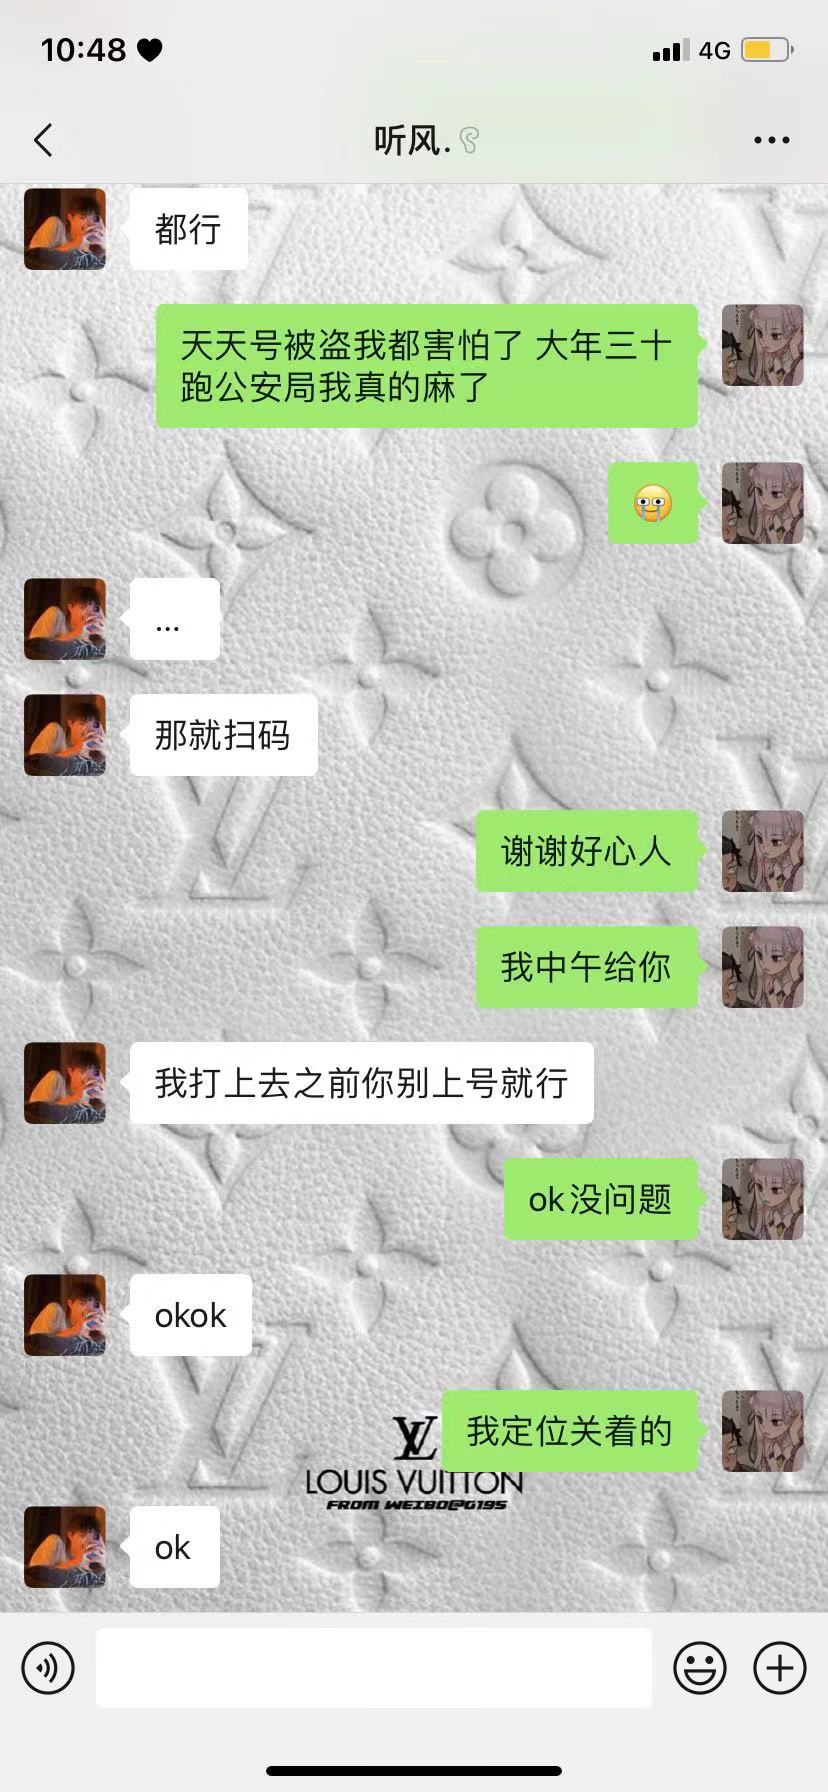 10:48
4G
听风.
都行
天天号被盗我都害怕了 大年三十
跑公安局我真的麻了
...
那就扫码
谢谢好心人
我中午给你
我打上去之前你别上号就行
ok没问题
okok
我定位关着的
LOUIS VUITTON
FROM WEIBO@G195
ok